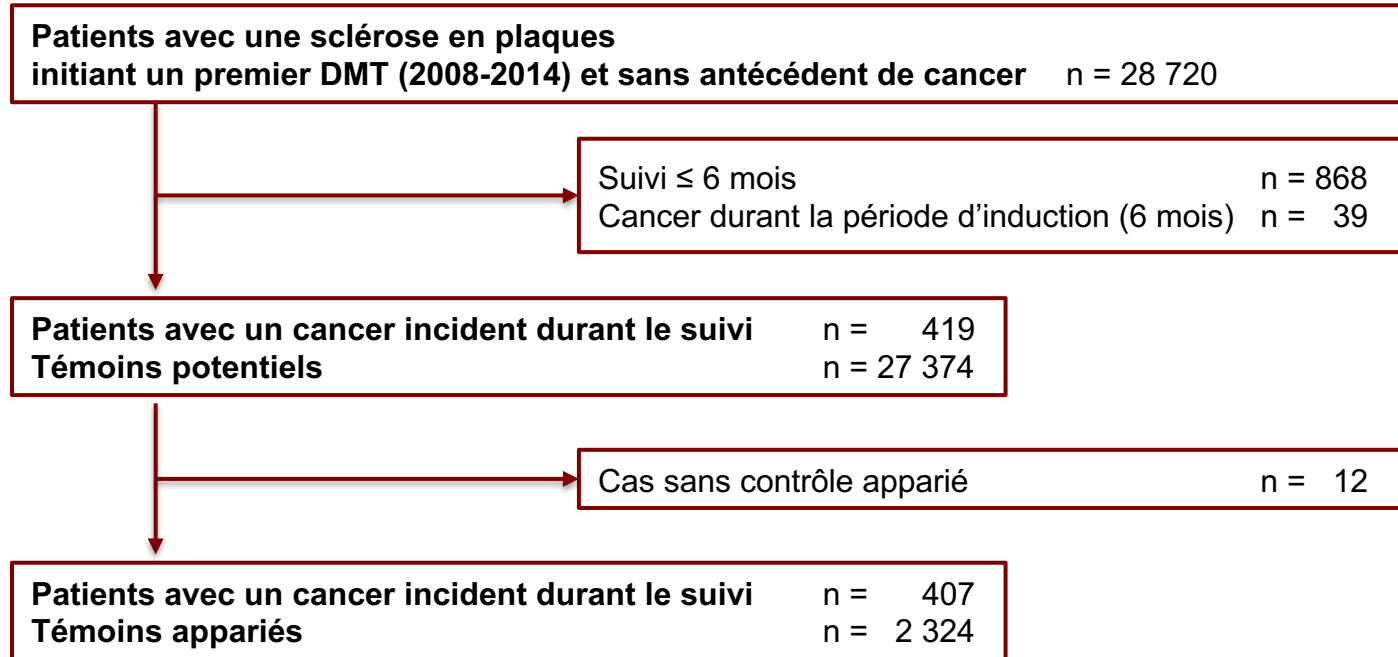 Patients avec une sclérose en plaques
initiant un premier DMT (2008-2014) et sans antécédent de cancer n = 28 720
Suivi ≤ 6 mois n = 868
Cancer durant la période d’induction (6 mois) n = 39
Patients avec un cancer incident durant le suivi n = 419
Témoins potentiels n = 27 374
Cas sans contrôle apparié n = 12
Patients avec un cancer incident durant le suivi n = 407
Témoins appariés n = 2 324